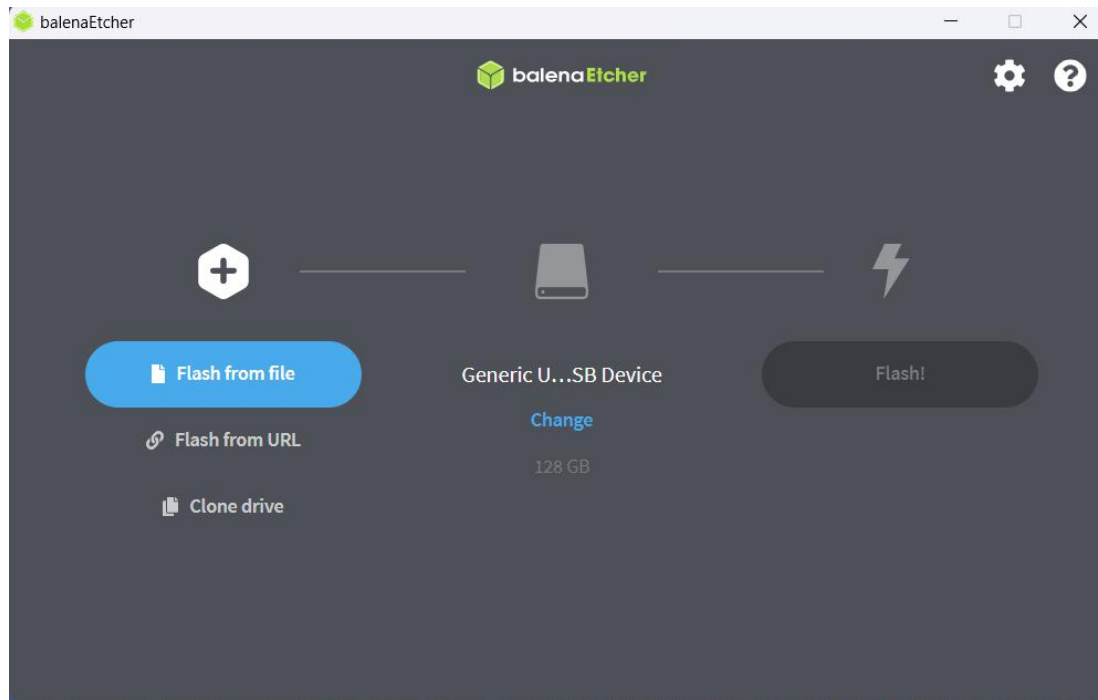 balenaEtcher
balenaEtcher
Flash from file
Generic U...SB Device
Flash!
Change
Flash from URL
128 GB
Clone drive